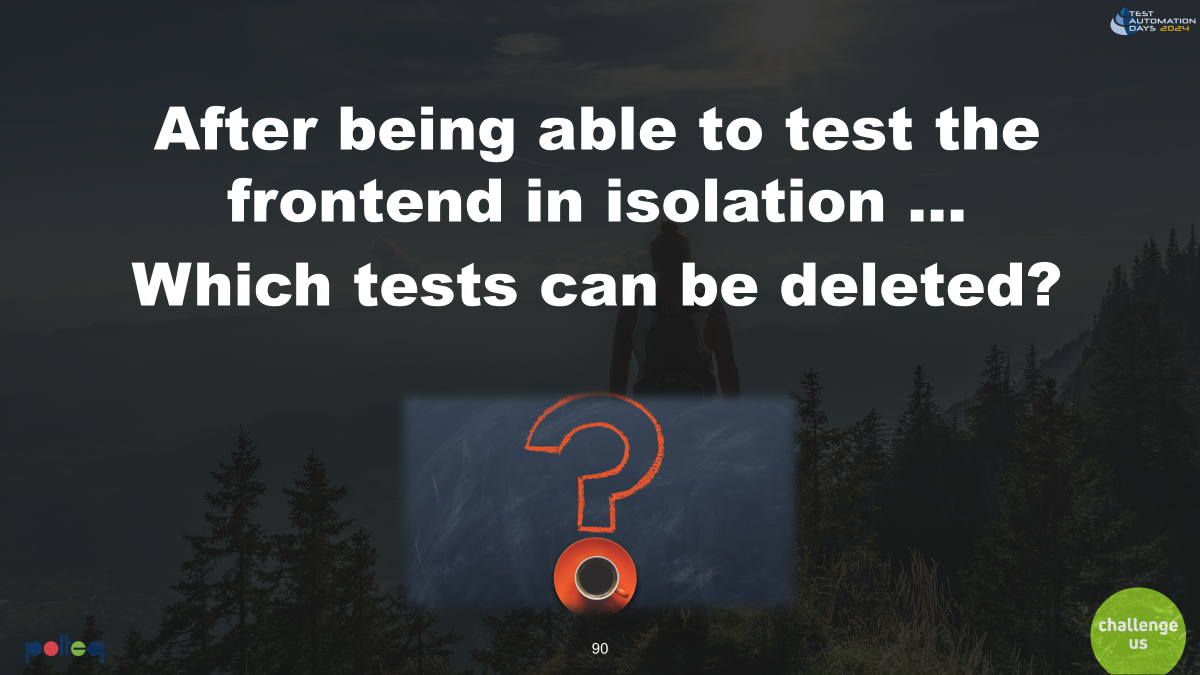 TEST
AUTOMATION
DAYS 2024
After being able to test the
frontend in isolation ...
Which tests can be deleted?
polteq
90
challenge
us